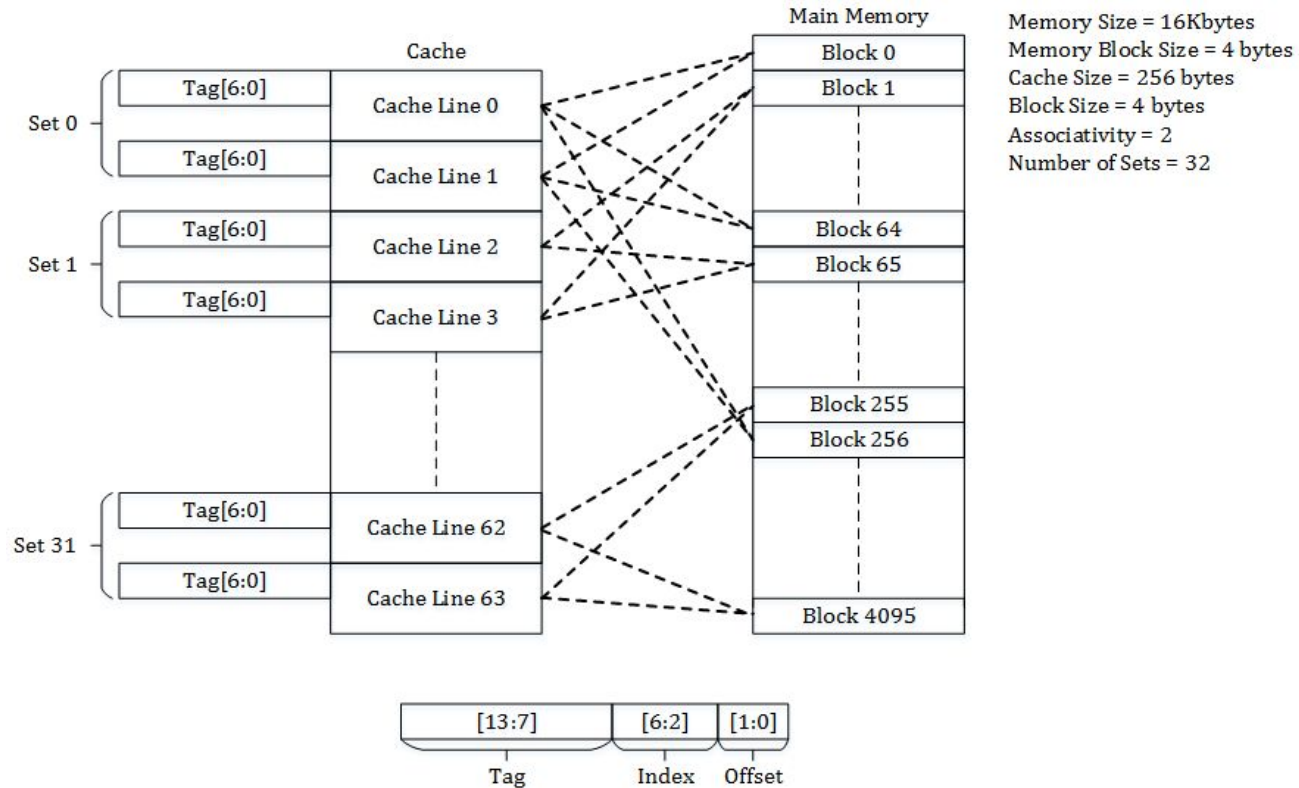 Main Memory
Memory Size = 16Kbytes
Memory Block Size = 4 bytes
Cache Size = 256 bytes
Block Size = 4 bytes
Associativity = 2
Number of Sets = 32
Cache
Set 0
Tag[6:0]
Cache Line 0
Tag[6:0]
Cache Line 1
Set 1
Tag[6:0]
Cache Line 2
Tag[6:0]
Cache Line 3
Set 31
Tag[6:0]
Cache Line 62
Tag[6:0]
Cache Line 63
Block 0
Block 1
Block 64
Block 65
Block 255
Block 256
Block 4095
[13:7]
[6:2]
[1:0]
Tag
Index
Offset